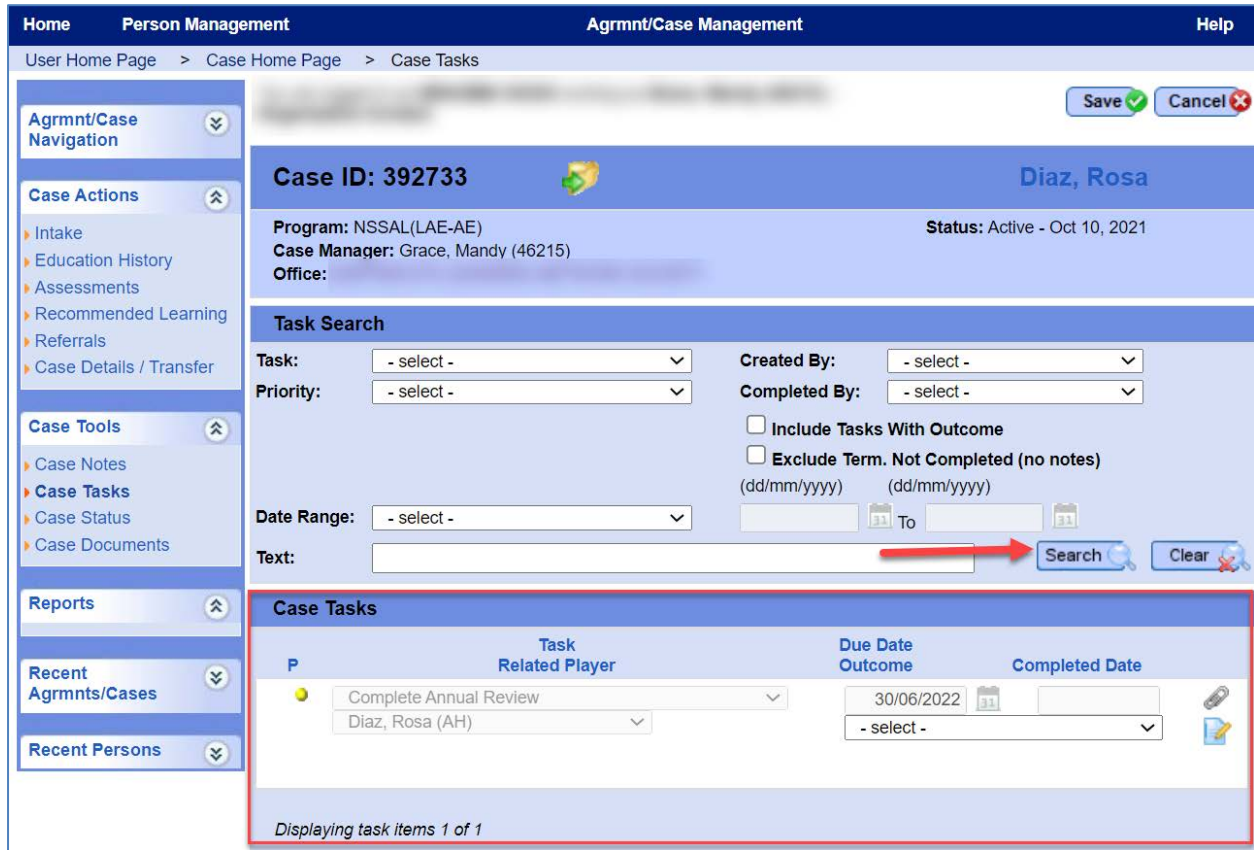 Home Person Management Agrmnt/Case Management Help
User Home Page > Case Home Page > Case Tasks
Save Cancel
Agrmnt/Case
Navigation
Case Actions
Intake
Education History
Assessments
Recommended Learning
Referrals
Case Details / Transfer
Case Tools
Case Notes
Case Tasks
Case Status
Case Documents
Reports
Recent
Agrmnts/Cases
Recent Persons
Case ID: 392733 Diaz, Rosa
Program: NSSAL(LAE-AE) Status: Active - Oct 10, 2021
Case Manager: Grace, Mandy (46215)
Office:
Task Search
Task: - select - Created By: - select -
Priority: - select - Completed By: - select -
Include Tasks With Outcome
Exclude Term. Not Completed (no notes)
(dd/mm/yyyy) (dd/mm/yyyy)
Date Range: - select - 31 To 31
Text: Search Clear
Case Tasks
Task Due Date
P Related Player Outcome Completed Date
Complete Annual Review 30/06/2022 31
Diaz, Rosa (AH) - select -
Displaying task items 1 of 1